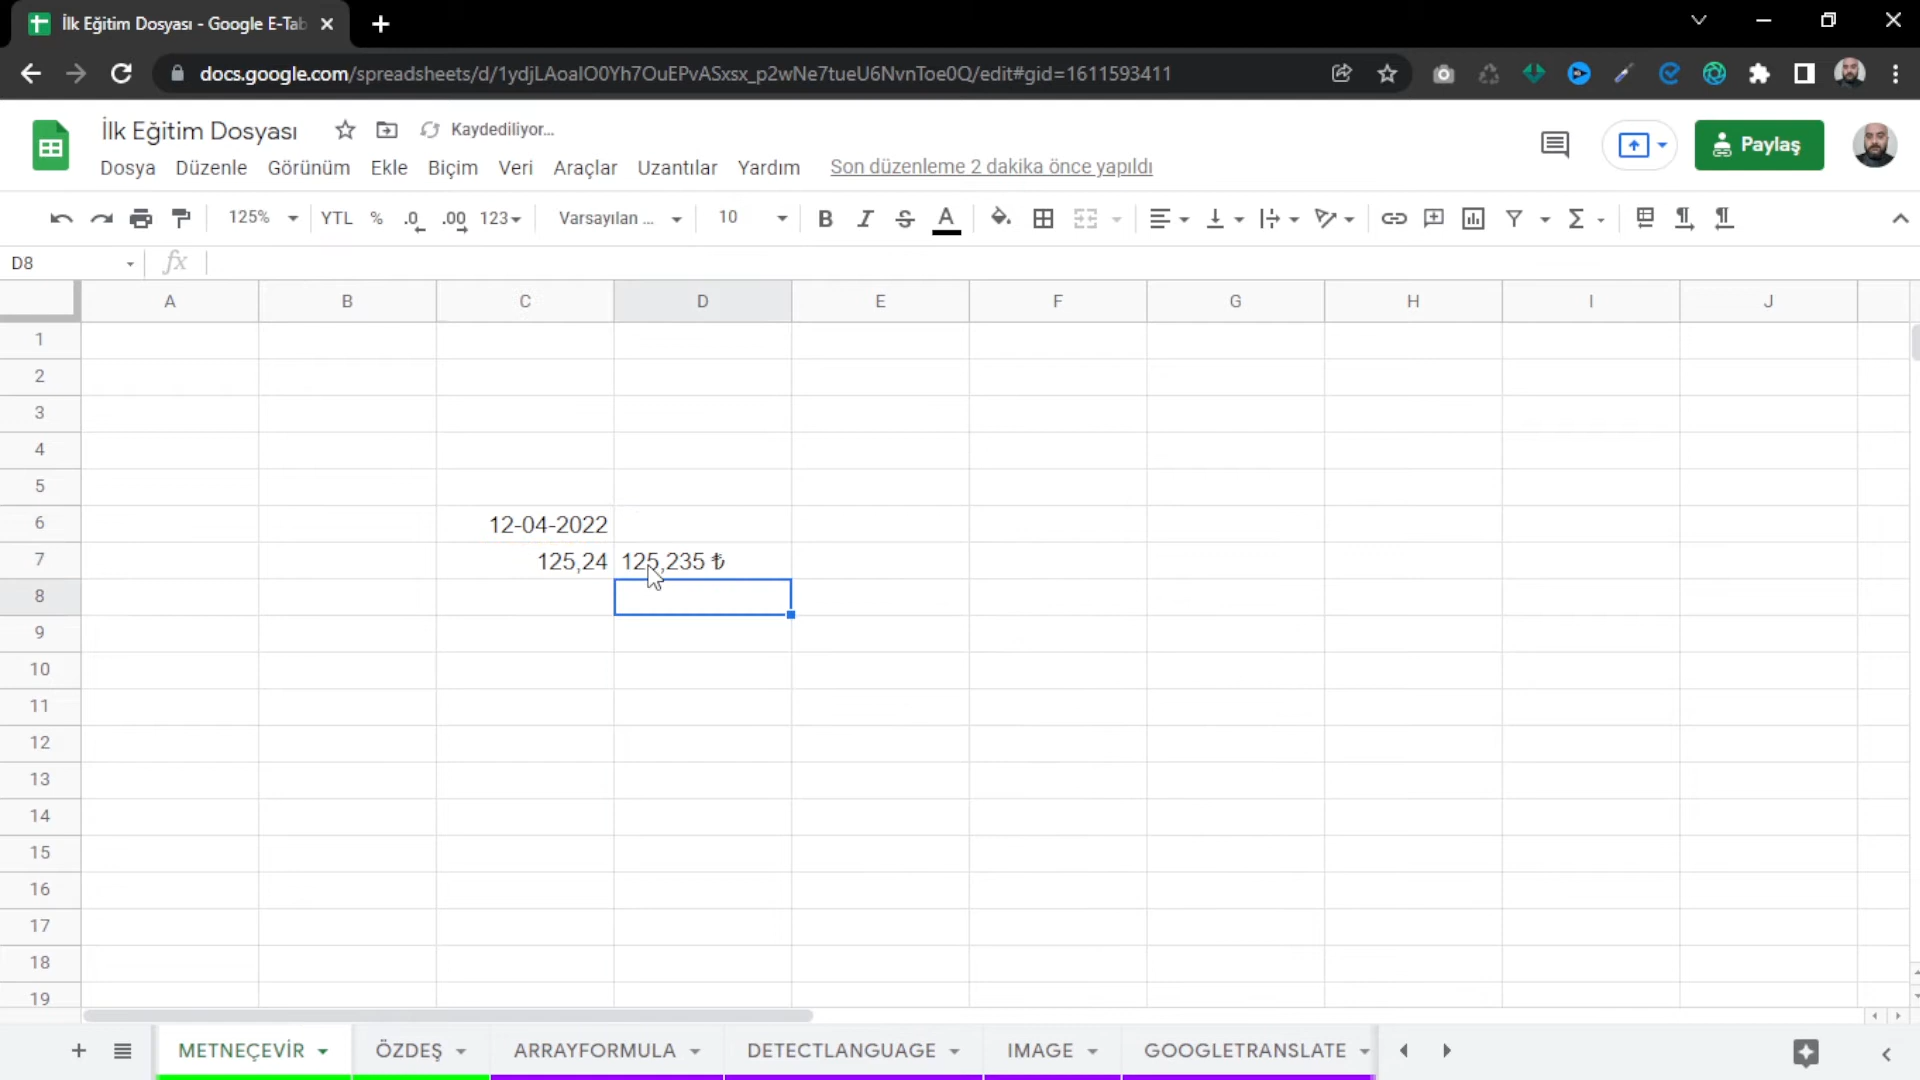 İlk Eğitim Dosyası - Google E-Tab
docs.google.com/spreadsheets/d/1ydjLAoalO0Yh7OuEPvASxsx_p2wNe7tueU6NvnToe0Q/edit#gid=1611593411
İlk Eğitim Dosyası
Kaydediliyor...
Dosya Düzenle Görünüm Ekle Biçim Veri Araçlar Uzantılar Yardım
Son düzenleme 2 dakika önce yapıldı
Paylaş
125% YTL % .0 .00 123 Varsayılan ... 10 B I S A
D8 fx
A B C D E F G H I J
1
2
3
4
5
6 12-04-2022
7 125,24 125,235 ₺
8
9
10
11
12
13
14
15
16
17
18
19
METNEÇEVİR ÖZDEŞ ARRAYFORMULA DETECTLANGUAGE IMAGE GOOGLETRANSLATE